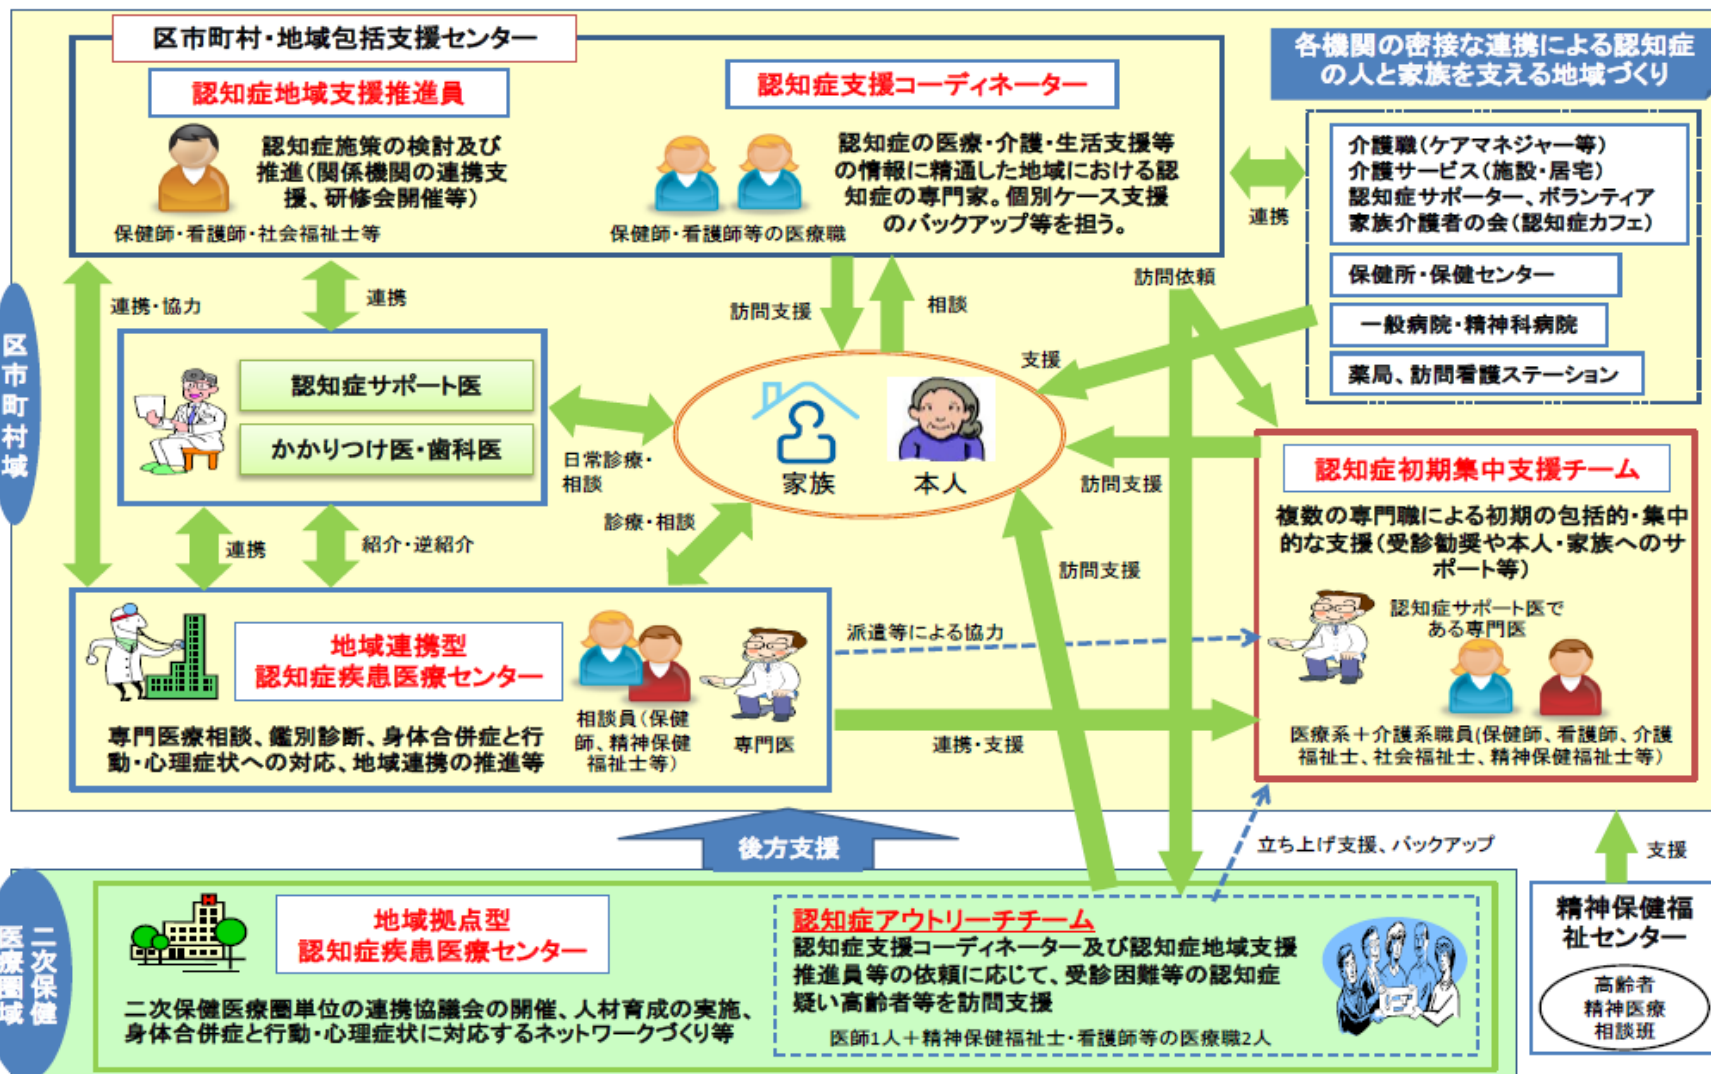 区市町村・地域包括支援センター
認知症地域支援推進員
認知症施策の検討及び
推進(関係機関の連携支
援、研修会開催等)
保健師・看護師・社会福祉士等
認知症支援コーディネーター
認知症の医療・介護・生活支援等
の情報に精通した地域における認
知症の専門家。個別ケース支援
のバックアップ等を担う。
保健師・看護師等の医療職
各機関の密接な連携による認知症
の人と家族を支える地域づくり
連携
介護職(ケアマネジャー等)
介護サービス(施設・居宅)
認知症サポーター、ボランティア
家族介護者の会(認知症カフェ)
保健所・保健センター
一般病院・精神科病院
薬局、訪問看護ステーション
区市町村域
連携・協力
連携
訪問支援
相談
訪問依頼
支援
認知症サポート医
かかりつけ医・歯科医
日常診療・
相談
家族
本人
訪問支援
診療・相談
連携
紹介・逆紹介
訪問支援
認知症初期集中支援チーム
複数の専門職による初期の包括的・集中
的な支援(受診勧奨や本人・家族へのサ
ポート等)
認知症サポート医で
ある専門医
医療系+介護系職員(保健師、看護師、介護
福祉士、社会福祉士、精神保健福祉士等)
地域連携型
認知症疾患医療センター
専門医療相談、鑑別診断、身体合併症と行
動・心理症状への対応、地域連携の推進等
相談員(保健
師、精神保健
福祉士等)
専門医
派遣等による協力
連携・支援
後方支援
立ち上げ支援、バックアップ
支援
二次保健
医療圏域
地域拠点型
認知症疾患医療センター
二次保健医療圏単位の連携協議会の開催、人材育成の実施、
身体合併症と行動・心理症状に対応するネットワークづくり等
認知症アウトリーチチーム
認知症支援コーディネーター及び認知症地域支援
推進員等の依頼に応じて、受診困難等の認知症
疑い高齢者等を訪問支援
医師1人+精神保健福祉士・看護師等の医療職2人
精神保健福
祉センター
高齢者
精神医療
相談班